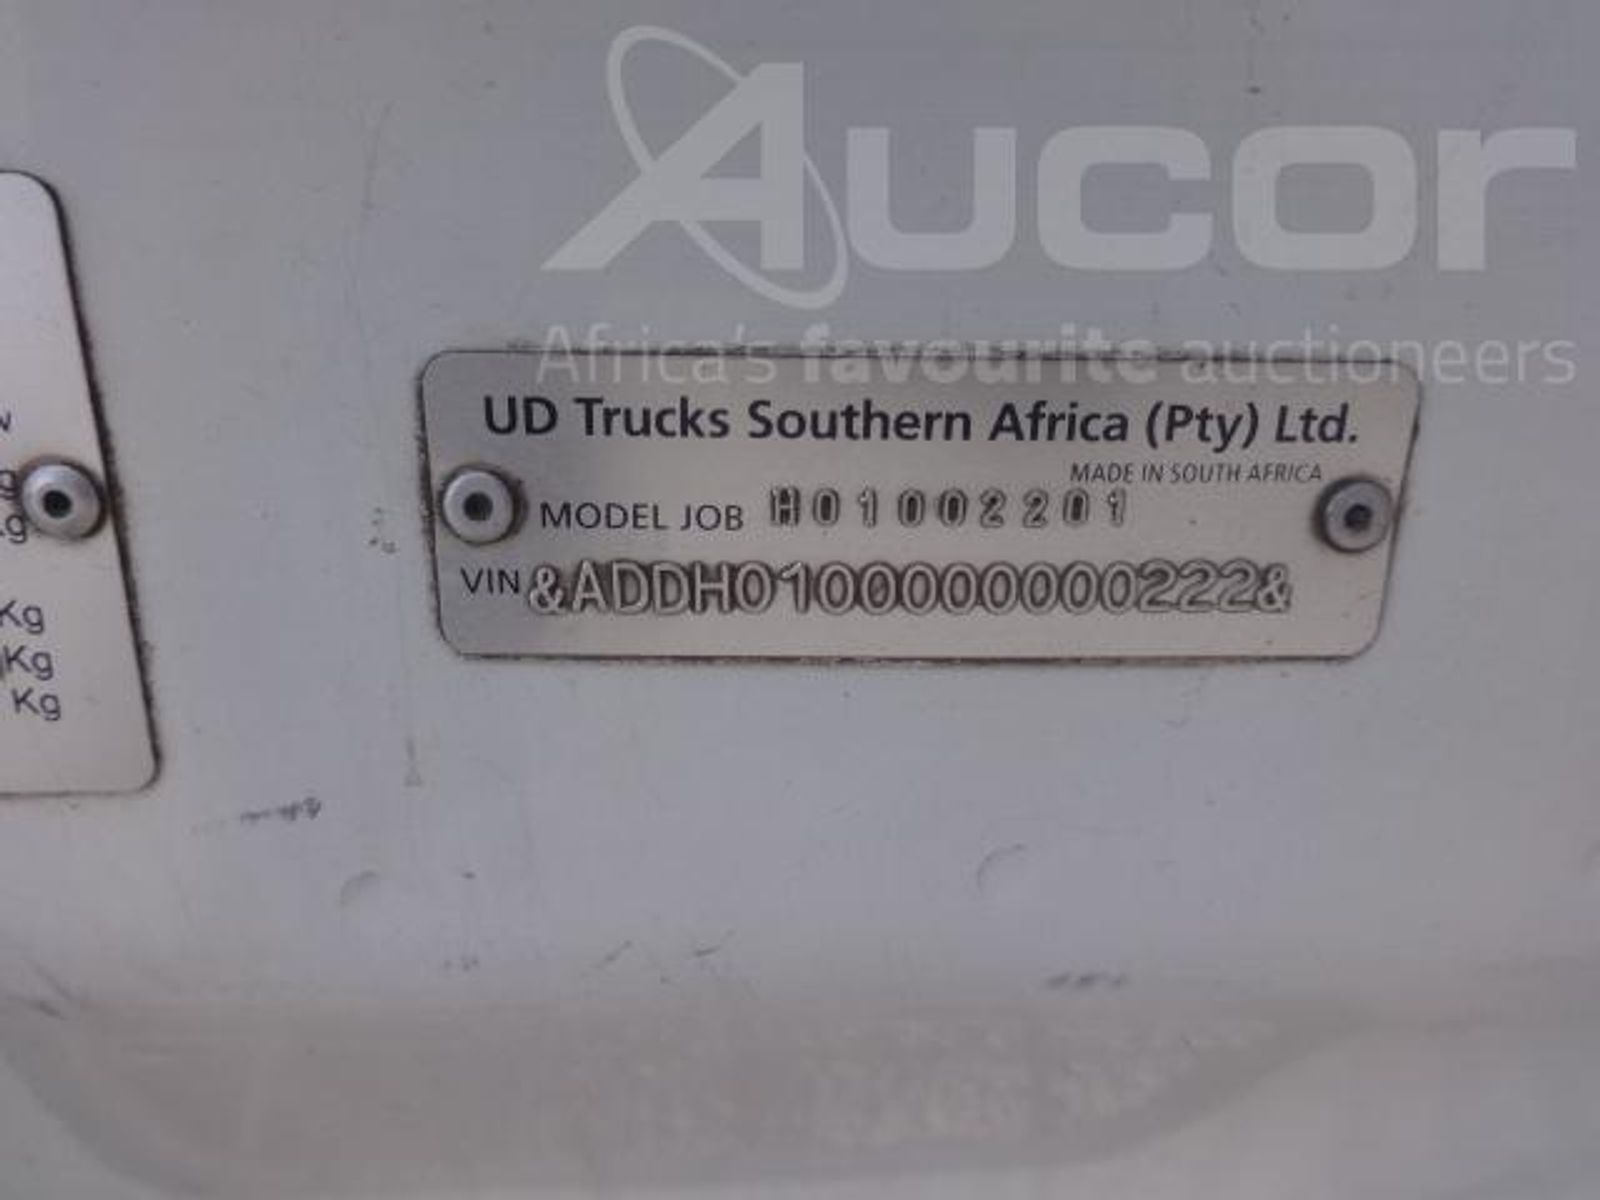 Aucor
Africa's favourite auctioneers
UD Trucks Southern Africa (Pty) Ltd.
MADE IN SOUTH AFRICA
MODEL JOB H01002201
VIN &ADDH0100000000222&
Kg
Kg
Kg